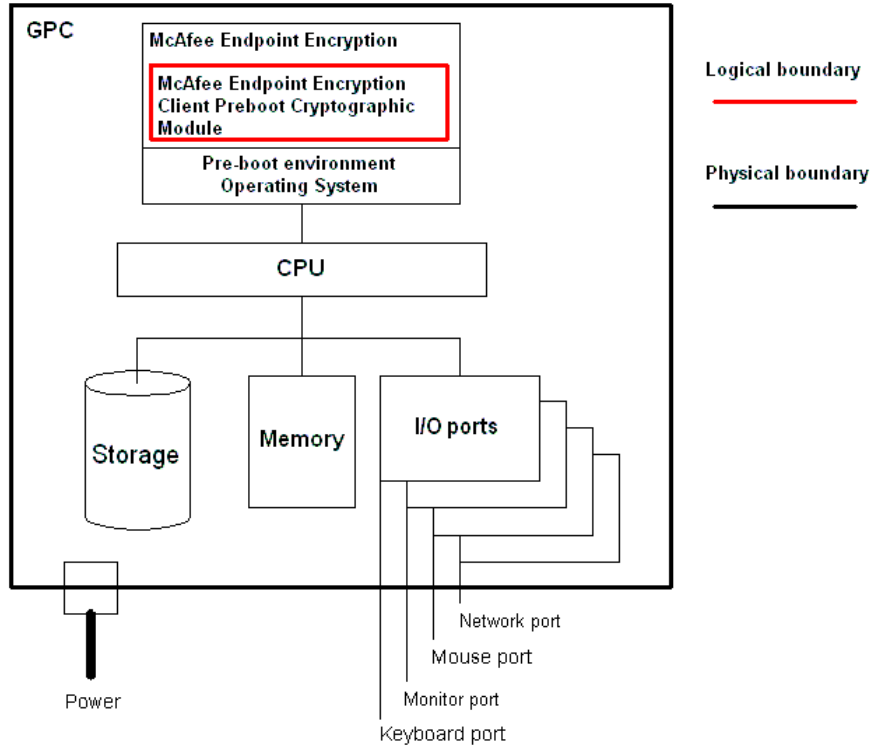 GPC
McAfee Endpoint Encryption
McAfee Endpoint Encryption
Client Preboot Cryptographic
Module
Pre-boot environment
Operating System
CPU
Storage
Memory
I/O ports
Network port
Mouse port
Monitor port
Keyboard port
Power
Logical boundary
Physical boundary